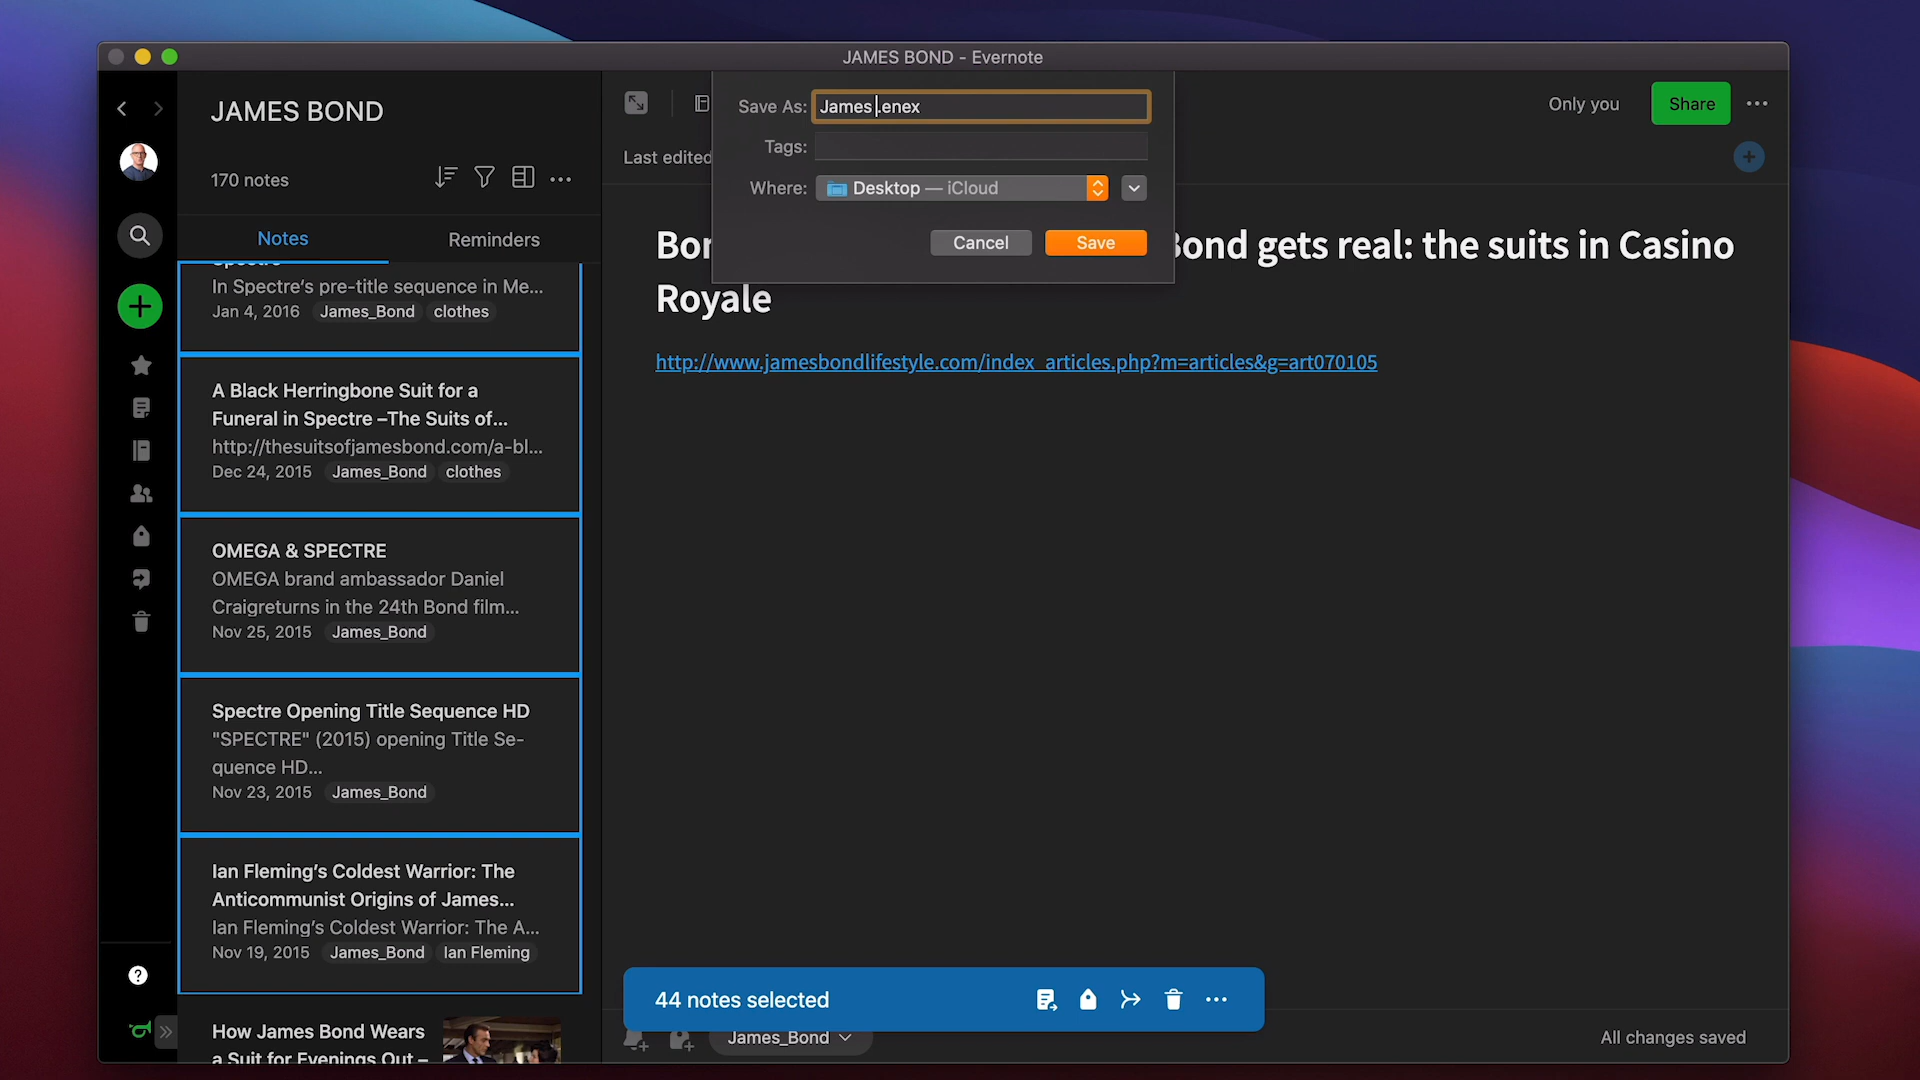 JAMES BOND - Evernote
JAMES BOND
170 notes
Notes
Reminders
Spectre
In Spectre’s pre-title sequence in Me...
Jan 4, 2016 James_Bond clothes
A Black Herringbone Suit for a
Funeral in Spectre –The Suits of...
http://thesuitsofjamesbond.com/a-bl...
Dec 24, 2015 James_Bond clothes
OMEGA & SPECTRE
OMEGA brand ambassador Daniel
Craigreturns in the 24th Bond film...
Nov 25, 2015 James_Bond
Spectre Opening Title Sequence HD
"SPECTRE" (2015) opening Title Se-
quence HD...
Nov 23, 2015 James_Bond
Ian Fleming’s Coldest Warrior: The
Anticommunist Origins of James...
Ian Fleming’s Coldest Warrior: The A...
Nov 19, 2015 James_Bond Ian Fleming
How James Bond Wears
a Suit for Evenings Out –
Save As: James .enex
Tags:
Where: Desktop — iCloud
Cancel Save
Only you Share
Last edited
Bond gets real: the suits in Casino
Royale
http://www.jamesbondlifestyle.com/index_articles.php?m=articles&g=art070105
44 notes selected
James_Bond
All changes saved